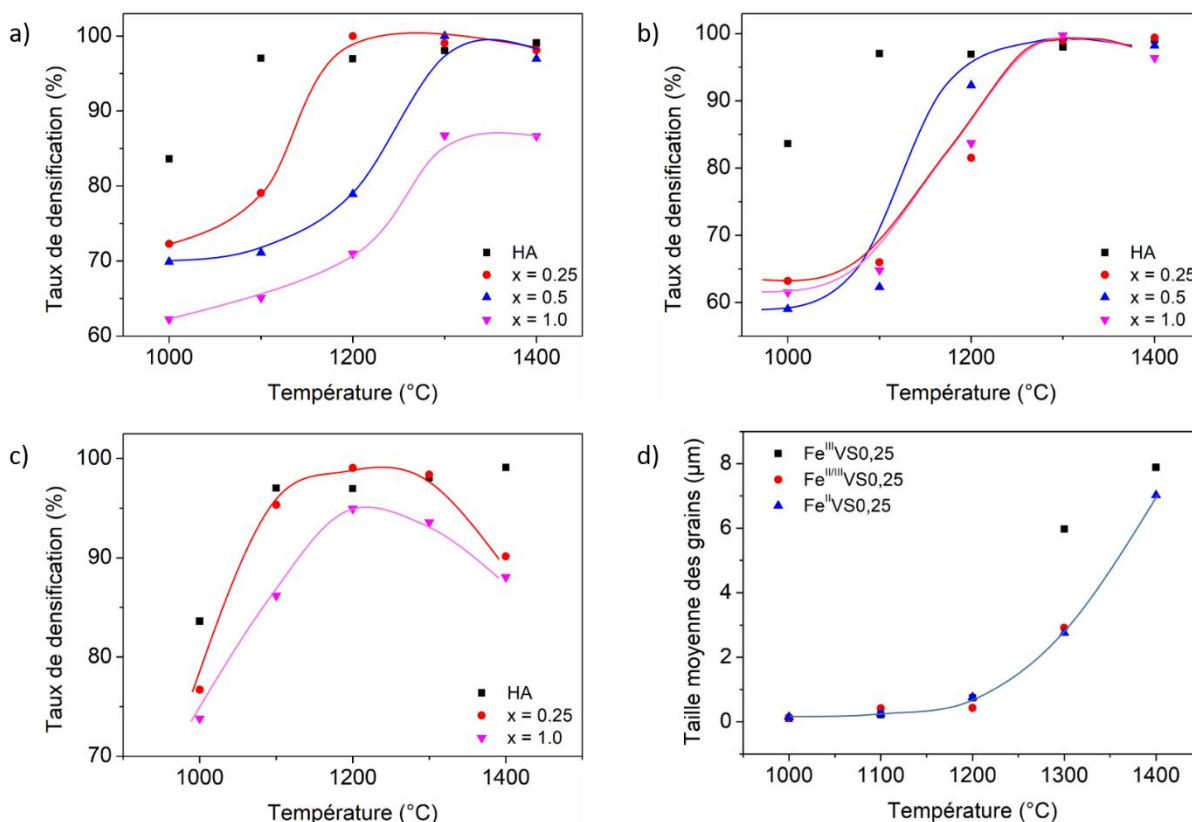 a)
Taux de densification (%)
100
90
80
70
60
1000
1200
1400
Température (°C)
HA
x = 0.25
x = 0.5
x = 1.0
b)
Taux de densification (%)
100
90
80
70
60
1000
1200
1400
Température (°C)
HA
x = 0.25
x = 0.5
x = 1.0
c)
Taux de densification (%)
100
90
80
70
1000
1200
1400
Température (°C)
HA
x = 0.25
x = 1.0
d)
Taille moyenne des grains (µm)
8
6
4
2
0
1000
1100
1200
1300
1400
Température (°C)
Fe^III VS0,25
Fe^II/III VS0,25
Fe^II VS0,25